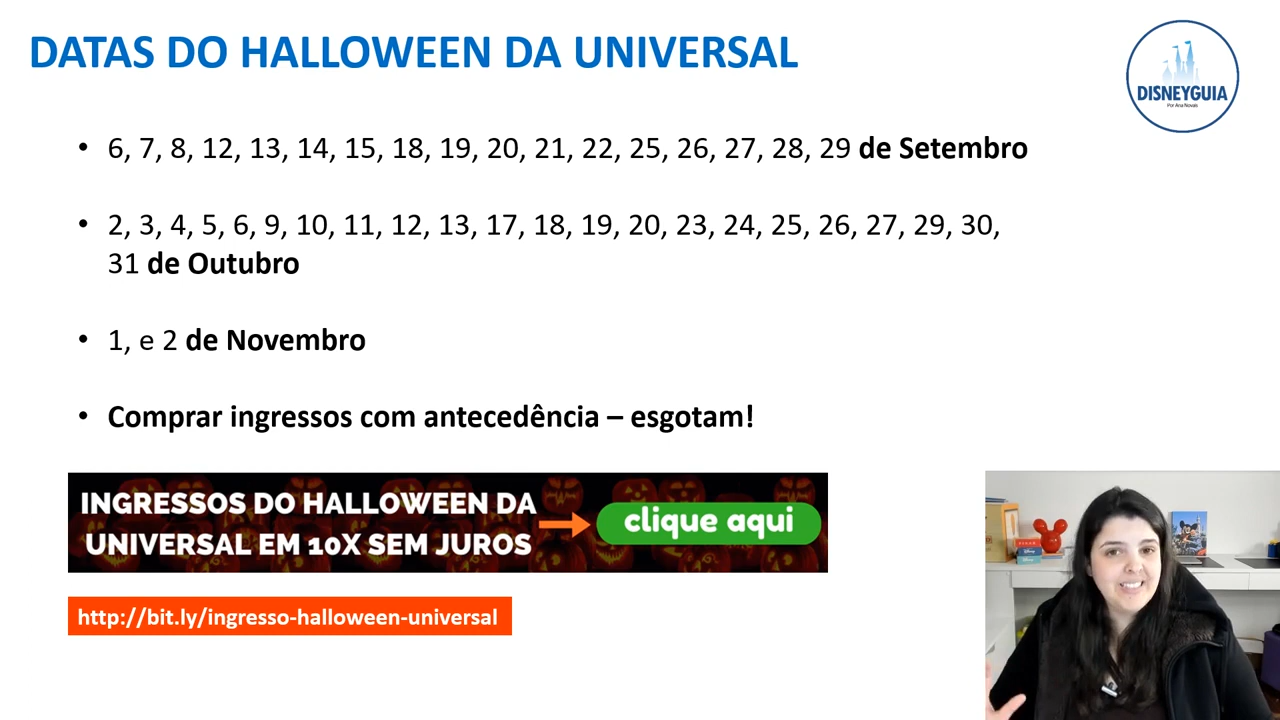 DATAS DO HALLOWEEN DA UNIVERSAL
DISNEYGUIA
Por Ana Novais
• 6, 7, 8, 12, 13, 14, 15, 18, 19, 20, 21, 22, 25, 26, 27, 28, 29 de Setembro
• 2, 3, 4, 5, 6, 9, 10, 11, 12, 13, 17, 18, 19, 20, 23, 24, 25, 26, 27, 29, 30,
31 de Outubro
• 1, e 2 de Novembro
• Comprar ingressos com antecedência – esgotam!
INGRESSOS DO HALLOWEEN DA
UNIVERSAL EM 10X SEM JUROS
clique aqui
http://bit.ly/ingresso-halloween-universal